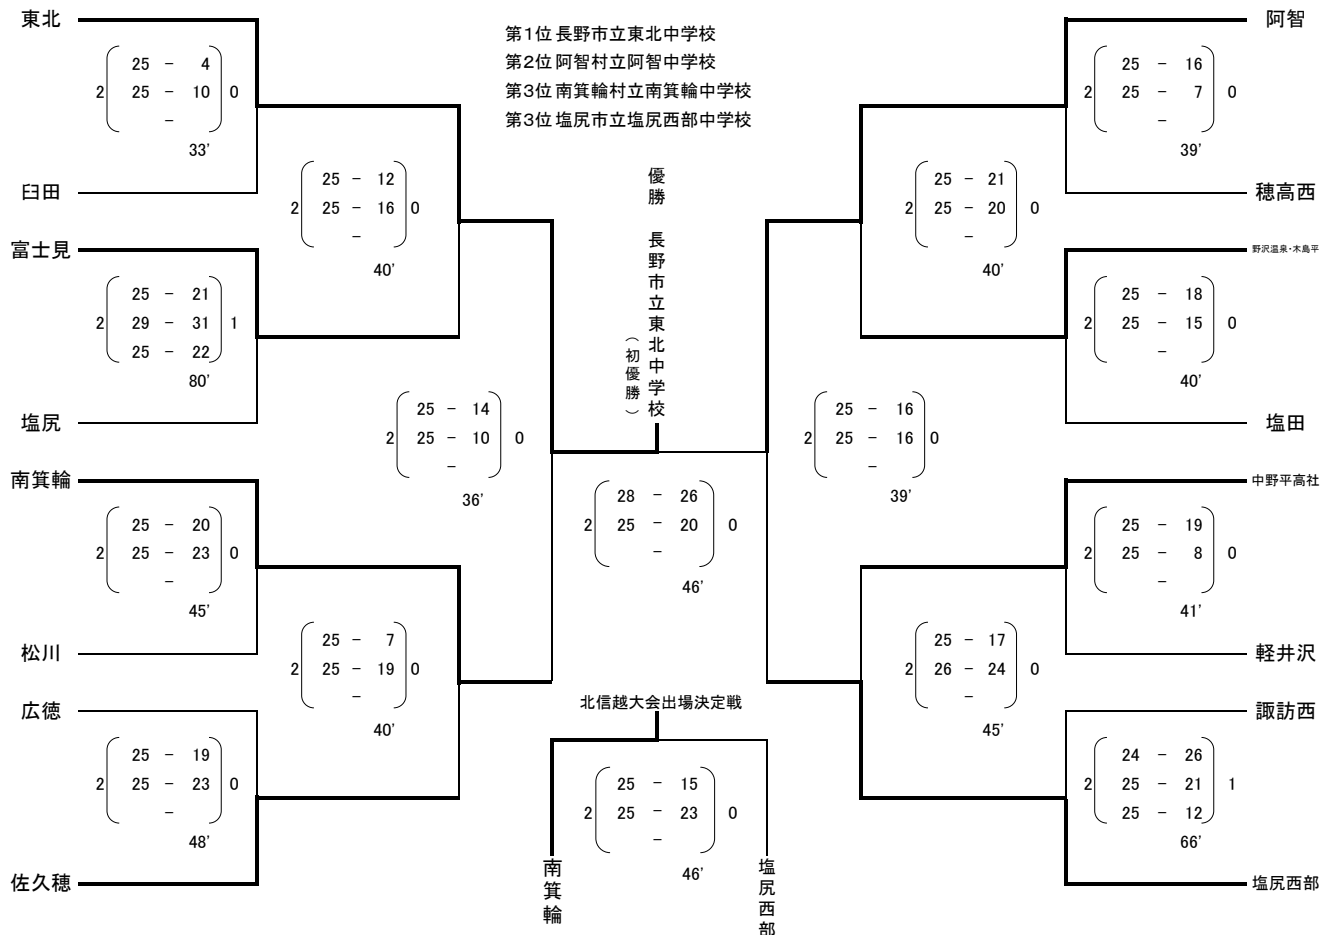 第1位 長野市立東北中学校
第2位 阿智村立阿智中学校
第3位 南箕輪村立南箕輪中学校
第3位 塩尻市立塩尻西部中学校
優勝 長野市立東北中学校
（初優勝）
東北
2 25 - 4 0
25 - 10
-
33'
臼田
富士見
2 25 - 21 1
29 - 31
25 - 22
80'
塩尻
南箕輪
2 25 - 20 0
25 - 23
-
45'
松川
広徳
2 25 - 19 0
25 - 23
-
48'
佐久穂
2 25 - 12 0
25 - 16
-
40'
2 25 - 7 0
25 - 19
-
40'
2 25 - 14 0
25 - 10
-
36'
2 28 - 26 0
25 - 20
-
46'
2 25 - 16 0
25 - 16
-
39'
2 25 - 21 0
25 - 20
-
40'
2 25 - 17 0
26 - 24
-
45'
阿智
2 25 - 16 0
25 - 7
-
39'
穂高西
野沢温泉・木島平
2 25 - 18 0
25 - 15
-
40'
塩田
中野平高社
2 25 - 19 0
25 - 8
-
41'
軽井沢
諏訪西
2 24 - 26 1
25 - 21
25 - 12
66'
塩尻西部
北信越大会出場決定戦
2 25 - 15 0
25 - 23
-
46'
南箕輪
塩尻西部